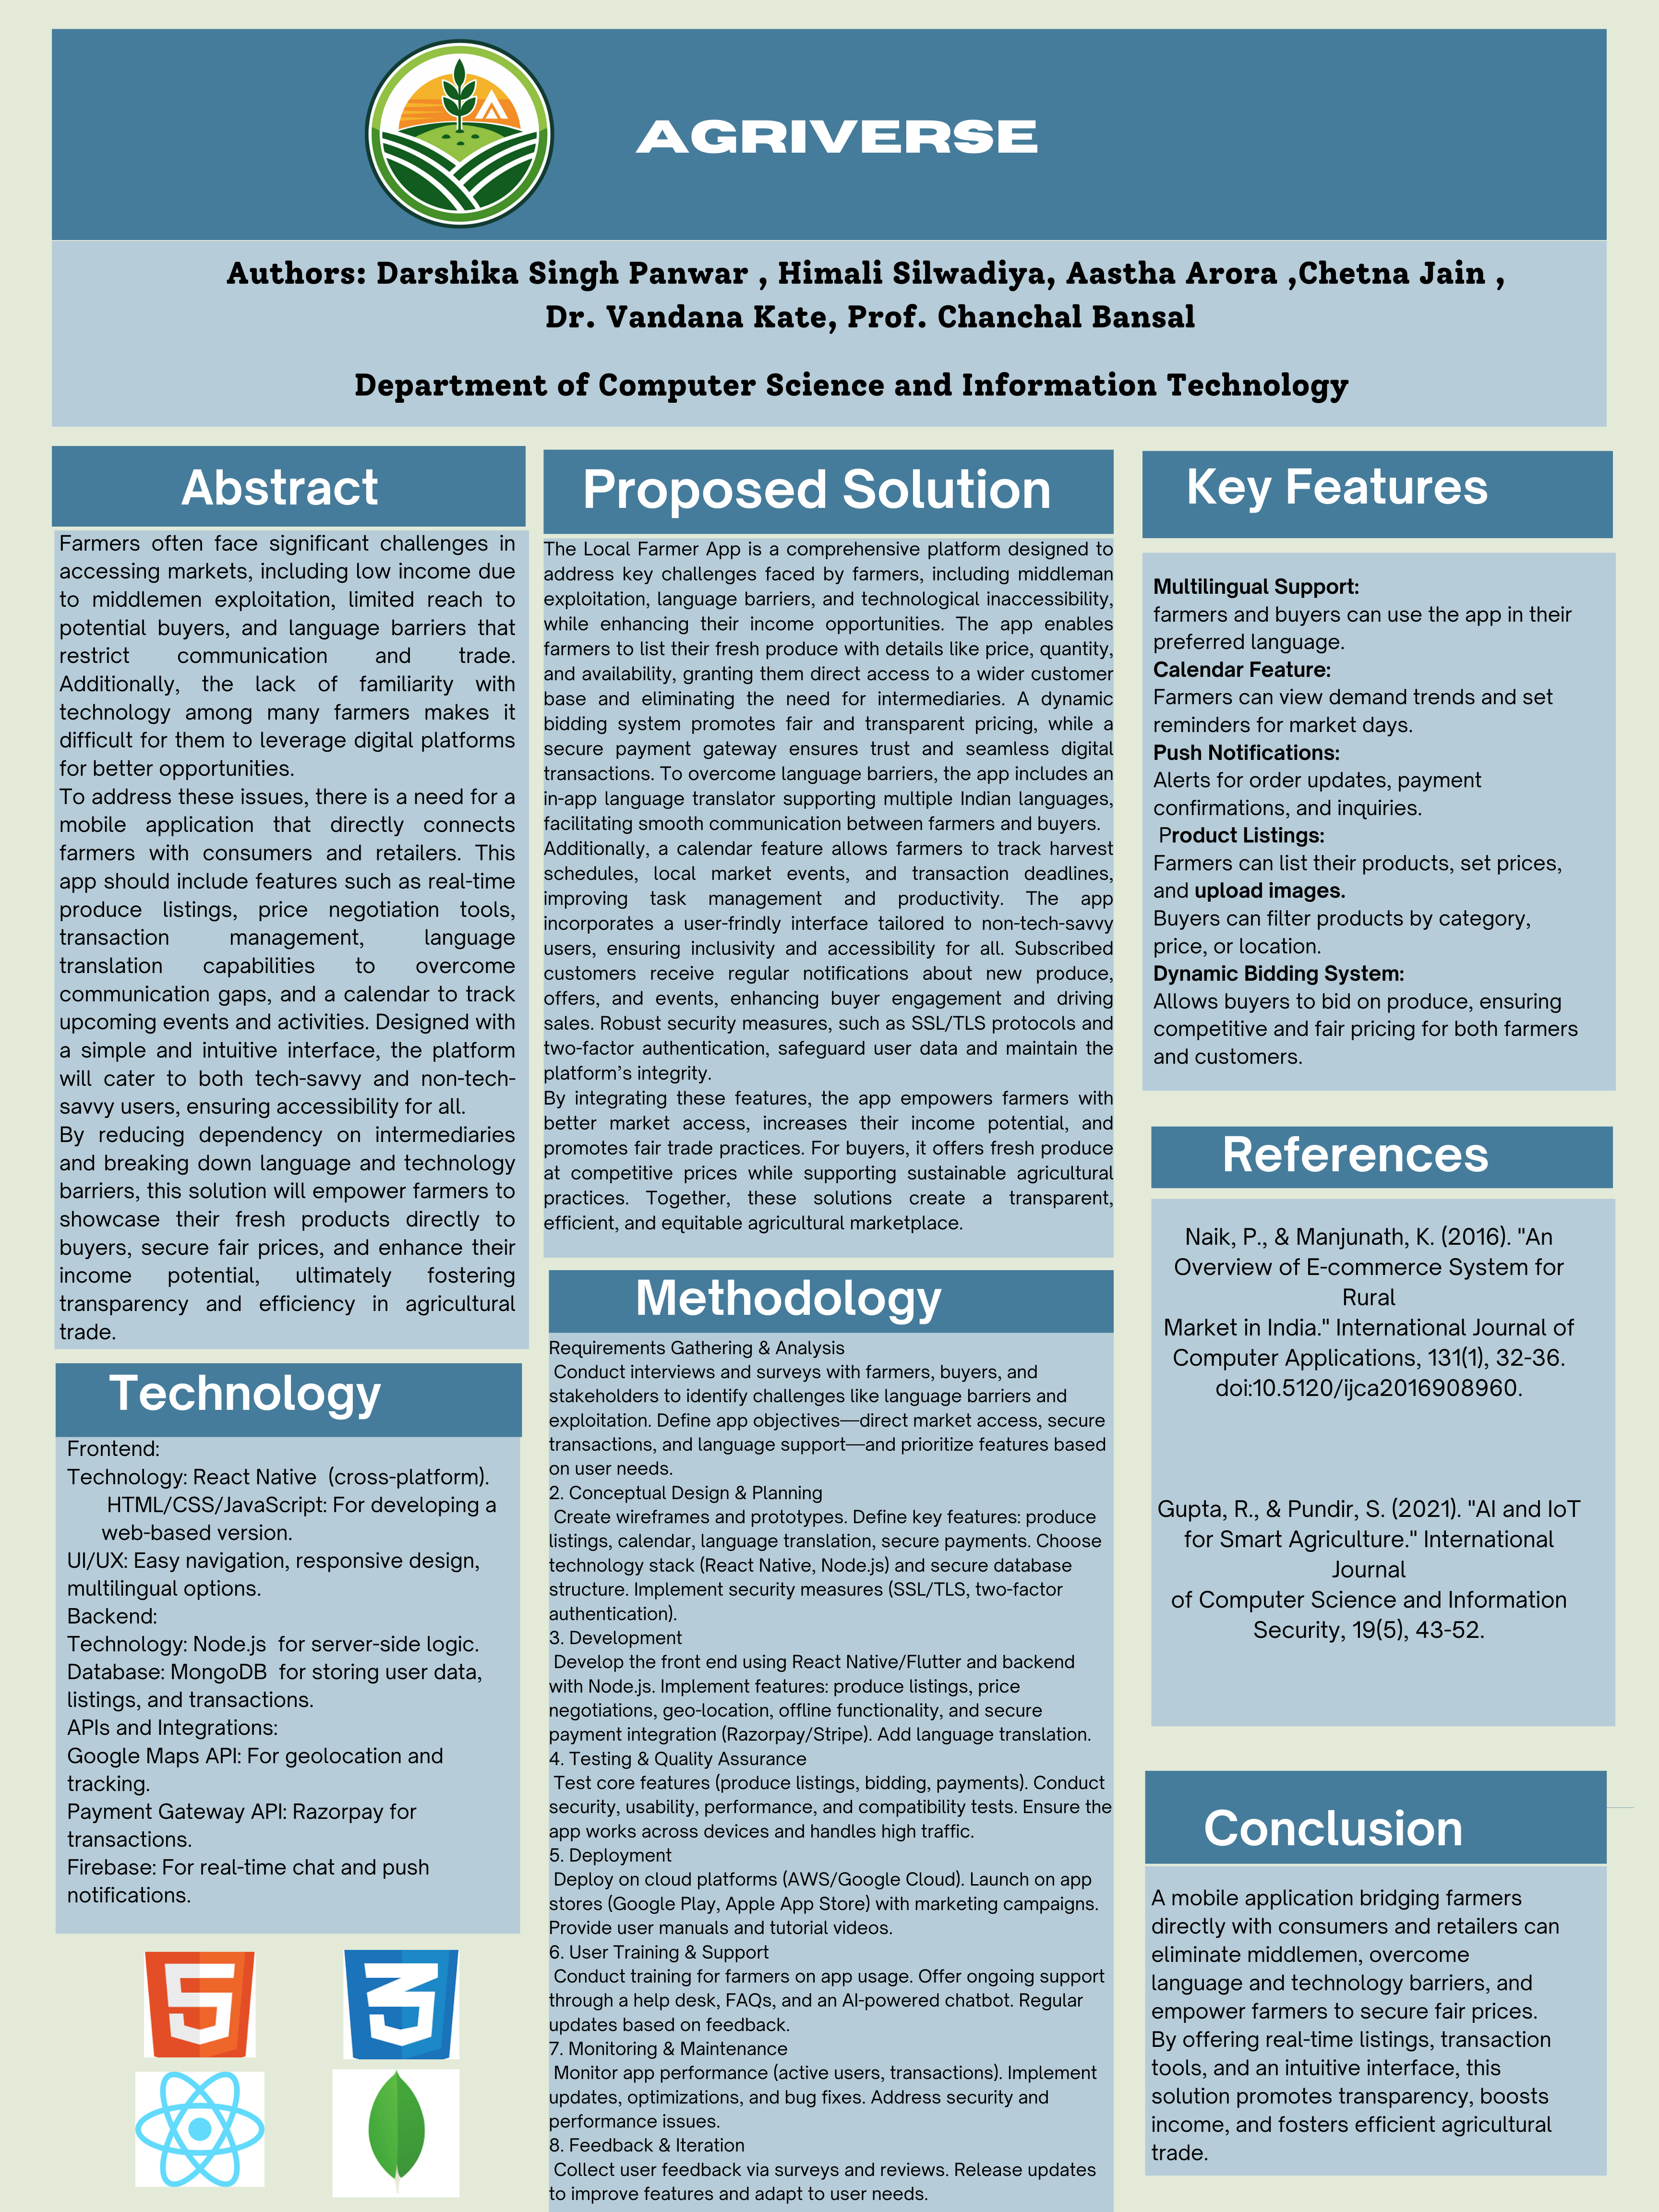 AGRIVERSE
Authors: Darshika Singh Panwar , Himali Silwadiya, Aastha Arora ,Chetna Jain ,
Dr. Vandana Kate, Prof. Chanchal Bansal
Department of Computer Science and Information Technology
Abstract
Farmers often face significant challenges in
accessing markets, including low income due
to middlemen exploitation, limited reach to
potential buyers, and language barriers that
restrict communication and trade.
Additionally, the lack of familiarity with
technology among many farmers makes it
difficult for them to leverage digital platforms
for better opportunities.
To address these issues, there is a need for a
mobile application that directly connects
farmers with consumers and retailers. This
app should include features such as real-time
produce listings, price negotiation tools,
transaction management, language
translation capabilities to overcome
communication gaps, and a calendar to track
upcoming events and activities. Designed with
a simple and intuitive interface, the platform
will cater to both tech-savvy and non-tech-
savvy users, ensuring accessibility for all.
By reducing dependency on intermediaries
and breaking down language and technology
barriers, this solution will empower farmers to
showcase their fresh products directly to
buyers, secure fair prices, and enhance their
income potential, ultimately fostering
transparency and efficiency in agricultural
trade.
Technology
Frontend:
Technology: React Native  (cross-platform).
HTML/CSS/JavaScript: For developing a
web-based version.
UI/UX: Easy navigation, responsive design,
multilingual options.
Backend:
Technology: Node.js  for server-side logic.
Database: MongoDB  for storing user data,
listings, and transactions.
APIs and Integrations:
Google Maps API: For geolocation and
tracking.
Payment Gateway API: Razorpay for
transactions.
Firebase: For real-time chat and push
notifications.
5
3
Proposed Solution
The Local Farmer App is a comprehensive platform designed to
address key challenges faced by farmers, including middleman
exploitation, language barriers, and technological inaccessibility,
while enhancing their income opportunities. The app enables
farmers to list their fresh produce with details like price, quantity,
and availability, granting them direct access to a wider customer
base and eliminating the need for intermediaries. A dynamic
bidding system promotes fair and transparent pricing, while a
secure payment gateway ensures trust and seamless digital
transactions. To overcome language barriers, the app includes an
in-app language translator supporting multiple Indian languages,
facilitating smooth communication between farmers and buyers.
Additionally, a calendar feature allows farmers to track harvest
schedules, local market events, and transaction deadlines,
improving task management and productivity. The app
incorporates a user-frindly interface tailored to non-tech-savvy
users, ensuring inclusivity and accessibility for all. Subscribed
customers receive regular notifications about new produce,
offers, and events, enhancing buyer engagement and driving
sales. Robust security measures, such as SSL/TLS protocols and
two-factor authentication, safeguard user data and maintain the
platform's integrity.
By integrating these features, the app empowers farmers with
better market access, increases their income potential, and
promotes fair trade practices. For buyers, it offers fresh produce
at competitive prices while supporting sustainable agricultural
practices. Together, these solutions create a transparent,
efficient, and equitable agricultural marketplace.
Methodology
Requirements Gathering & Analysis
Conduct interviews and surveys with farmers, buyers, and
stakeholders to identify challenges like language barriers and
exploitation. Define app objectives—direct market access, secure
transactions, and language support—and prioritize features based
on user needs.
2. Conceptual Design & Planning
Create wireframes and prototypes. Define key features: produce
listings, calendar, language translation, secure payments. Choose
technology stack (React Native, Node.js) and secure database
structure. Implement security measures (SSL/TLS, two-factor
authentication).
3. Development
Develop the front end using React Native/Flutter and backend
with Node.js. Implement features: produce listings, price
negotiations, geo-location, offline functionality, and secure
payment integration (Razorpay/Stripe). Add language translation.
4. Testing & Quality Assurance
Test core features (produce listings, bidding, payments). Conduct
security, usability, performance, and compatibility tests. Ensure the
app works across devices and handles high traffic.
5. Deployment
Deploy on cloud platforms (AWS/Google Cloud). Launch on app
stores (Google Play, Apple App Store) with marketing campaigns.
Provide user manuals and tutorial videos.
6. User Training & Support
Conduct training for farmers on app usage. Offer ongoing support
through a help desk, FAQs, and an AI-powered chatbot. Regular
updates based on feedback.
7. Monitoring & Maintenance
Monitor app performance (active users, transactions). Implement
updates, optimizations, and bug fixes. Address security and
performance issues.
8. Feedback & Iteration
Collect user feedback via surveys and reviews. Release updates
to improve features and adapt to user needs.
Key Features
Multilingual Support:
farmers and buyers can use the app in their
preferred language.
Calendar Feature:
Farmers can view demand trends and set
reminders for market days.
Push Notifications:
Alerts for order updates, payment
confirmations, and inquiries.
Product Listings:
Farmers can list their products, set prices,
and upload images.
Buyers can filter products by category,
price, or location.
Dynamic Bidding System:
Allows buyers to bid on produce, ensuring
competitive and fair pricing for both farmers
and customers.
References
Naik, P., & Manjunath, K. (2016). "An
Overview of E-commerce System for
Rural
Market in India." International Journal of
Computer Applications, 131(1), 32-36.
doi:10.5120/ijca2016908960.
Gupta, R., & Pundir, S. (2021). "AI and IoT
for Smart Agriculture." International
Journal
of Computer Science and Information
Security, 19(5), 43-52.
Conclusion
A mobile application bridging farmers
directly with consumers and retailers can
eliminate middlemen, overcome
language and technology barriers, and
empower farmers to secure fair prices.
By offering real-time listings, transaction
tools, and an intuitive interface, this
solution promotes transparency, boosts
income, and fosters efficient agricultural
trade.